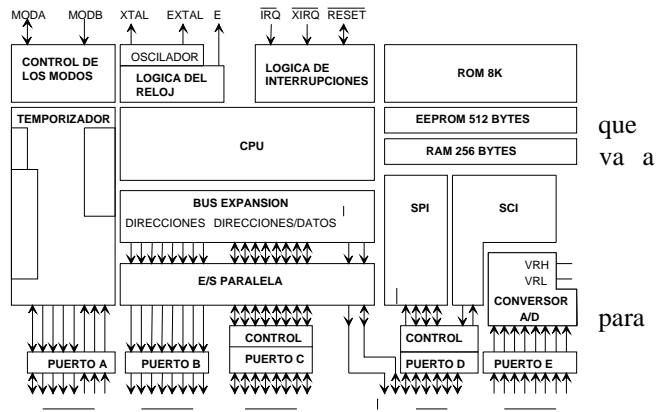 MODA MODB XTAL EXTAL E IRQ XIRQ RESET
CONTROL DE
LOS MODOS
OSCILADOR
LOGICA DEL
RELOJ
LOGICA DE
INTERRUPCIONES
ROM 8K
TEMPORIZADOR
CPU
EEPROM 512 BYTES
RAM 256 BYTES
que
va a
BUS EXPANSION
DIRECCIONES DIRECCIONES/DATOS
SPI
SCI
E/S PARALELA
VRH
VRL
CONVERSOR
A/D
para
CONTROL
CONTROL
PUERTO A
PUERTO B
PUERTO C
PUERTO D
PUERTO E